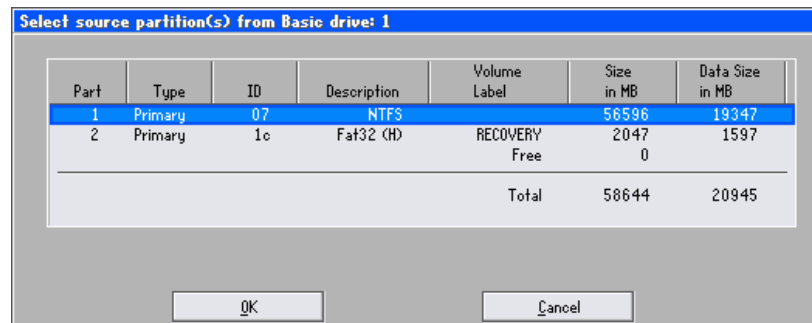 Select source partition(s) from Basic drive: 1
Part Type ID Description Volume Label Size in MB Data Size in MB
1 Primary 07 NTFS 56596 19347
2 Primary 1c Fat32 (H) RECOVERY 2047 1597
Free 0
Total 58644 20945
OK Cancel